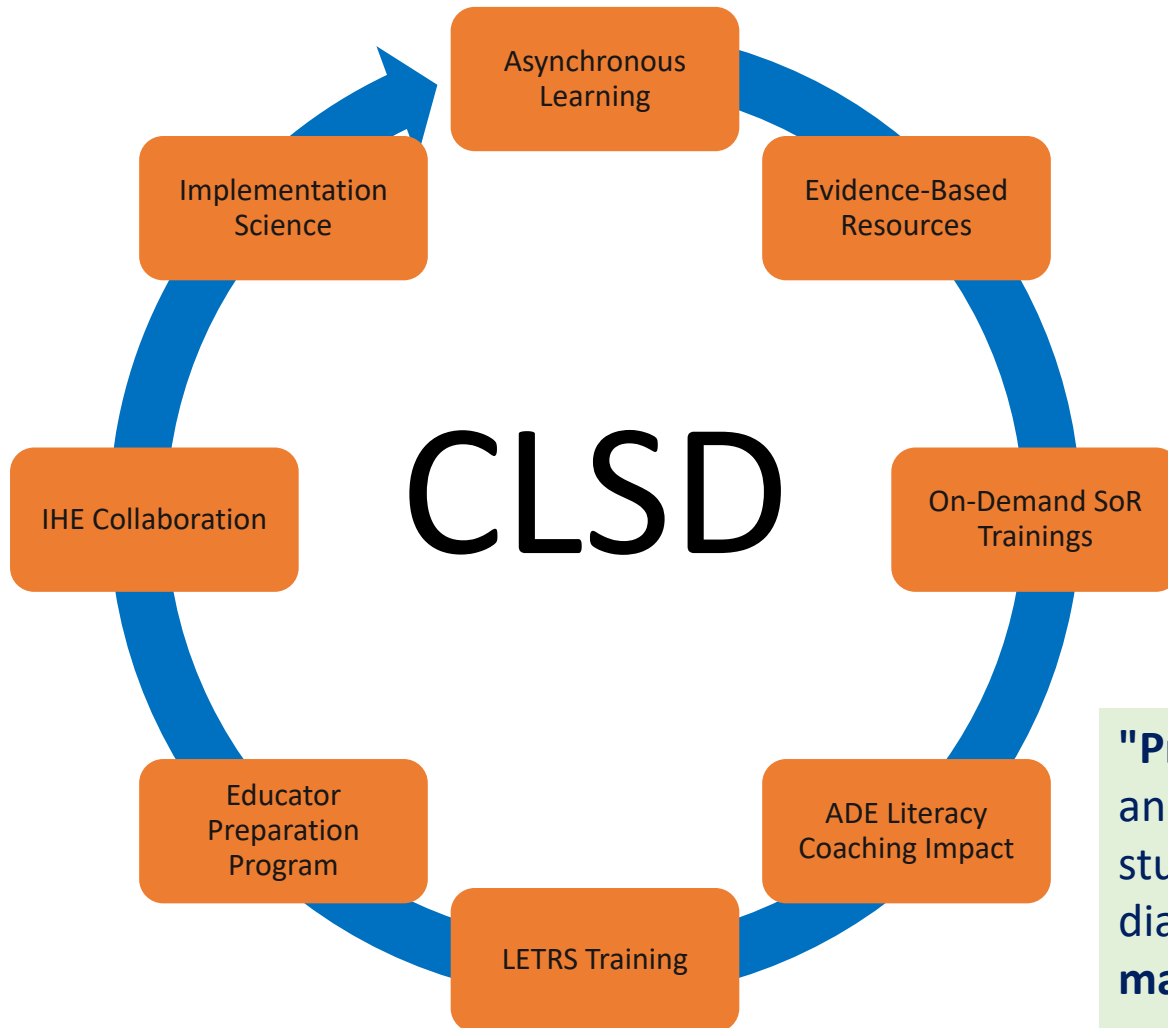 Asynchronous
Learning
Evidence-Based
Resources
On-Demand SoR
Trainings
ADE Literacy
Coaching Impact
LETRS Training
Educator
Preparation
Program
IHE Collaboration
Implementation
Science
CLSD